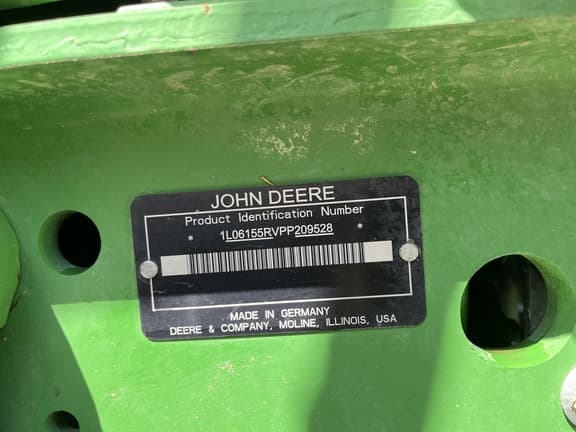 JOHN DEERE
Product Identification Number
* 1L06155RVPP209528 *
MADE IN GERMANY
DEERE & COMPANY, MOLINE, ILLINOIS, USA